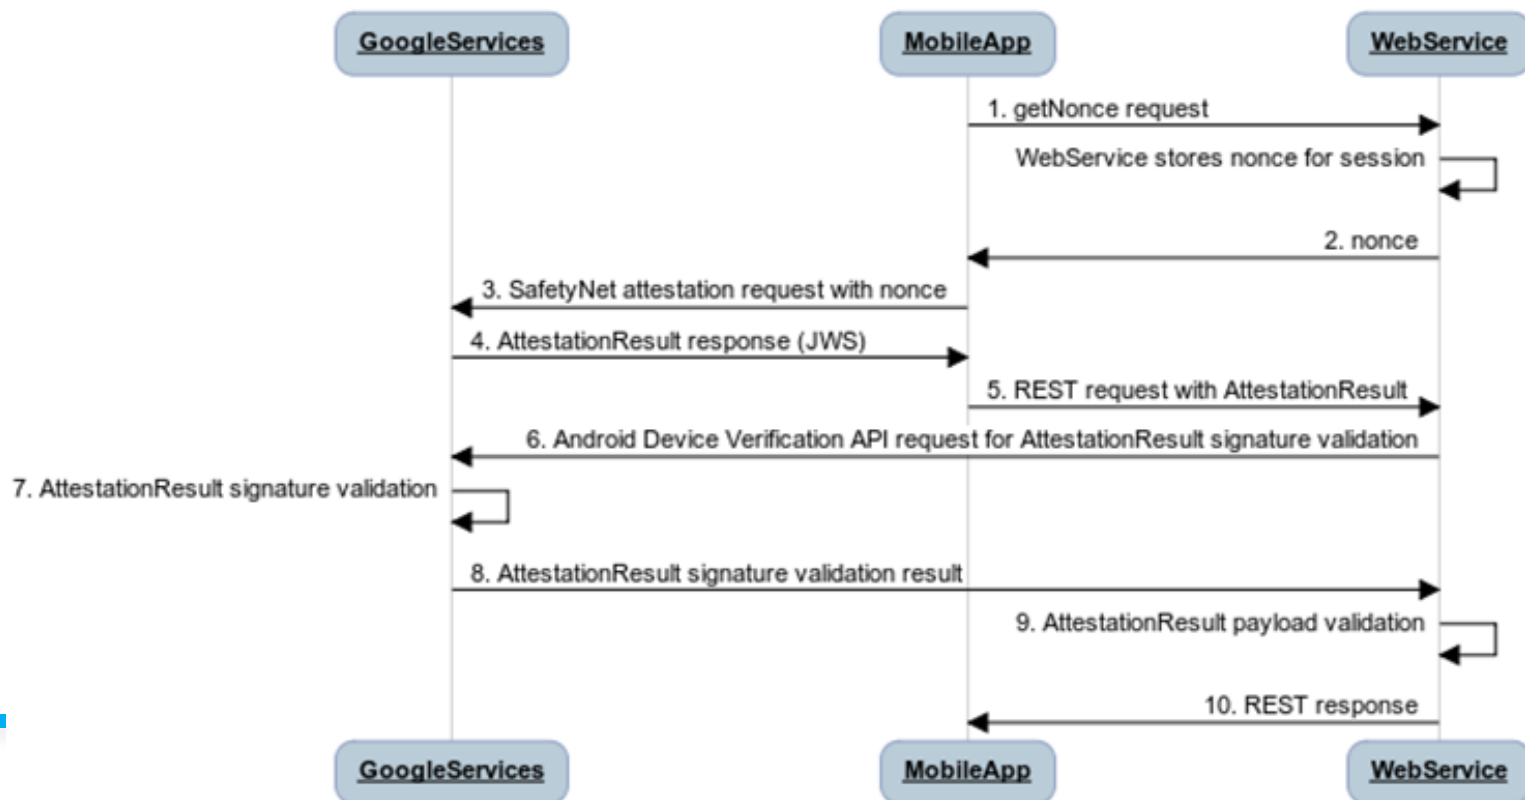 GoogleServices
MobileApp
WebService
1. getNonce request
WebService stores nonce for session
2. nonce
3. SafetyNet attestation request with nonce
4. AttestationResult response (JWS)
5. REST request with AttestationResult
6. Android Device Verification API request for AttestationResult signature validation
7. AttestationResult signature validation
8. AttestationResult signature validation result
9. AttestationResult payload validation
10. REST response
GoogleServices
MobileApp
WebService